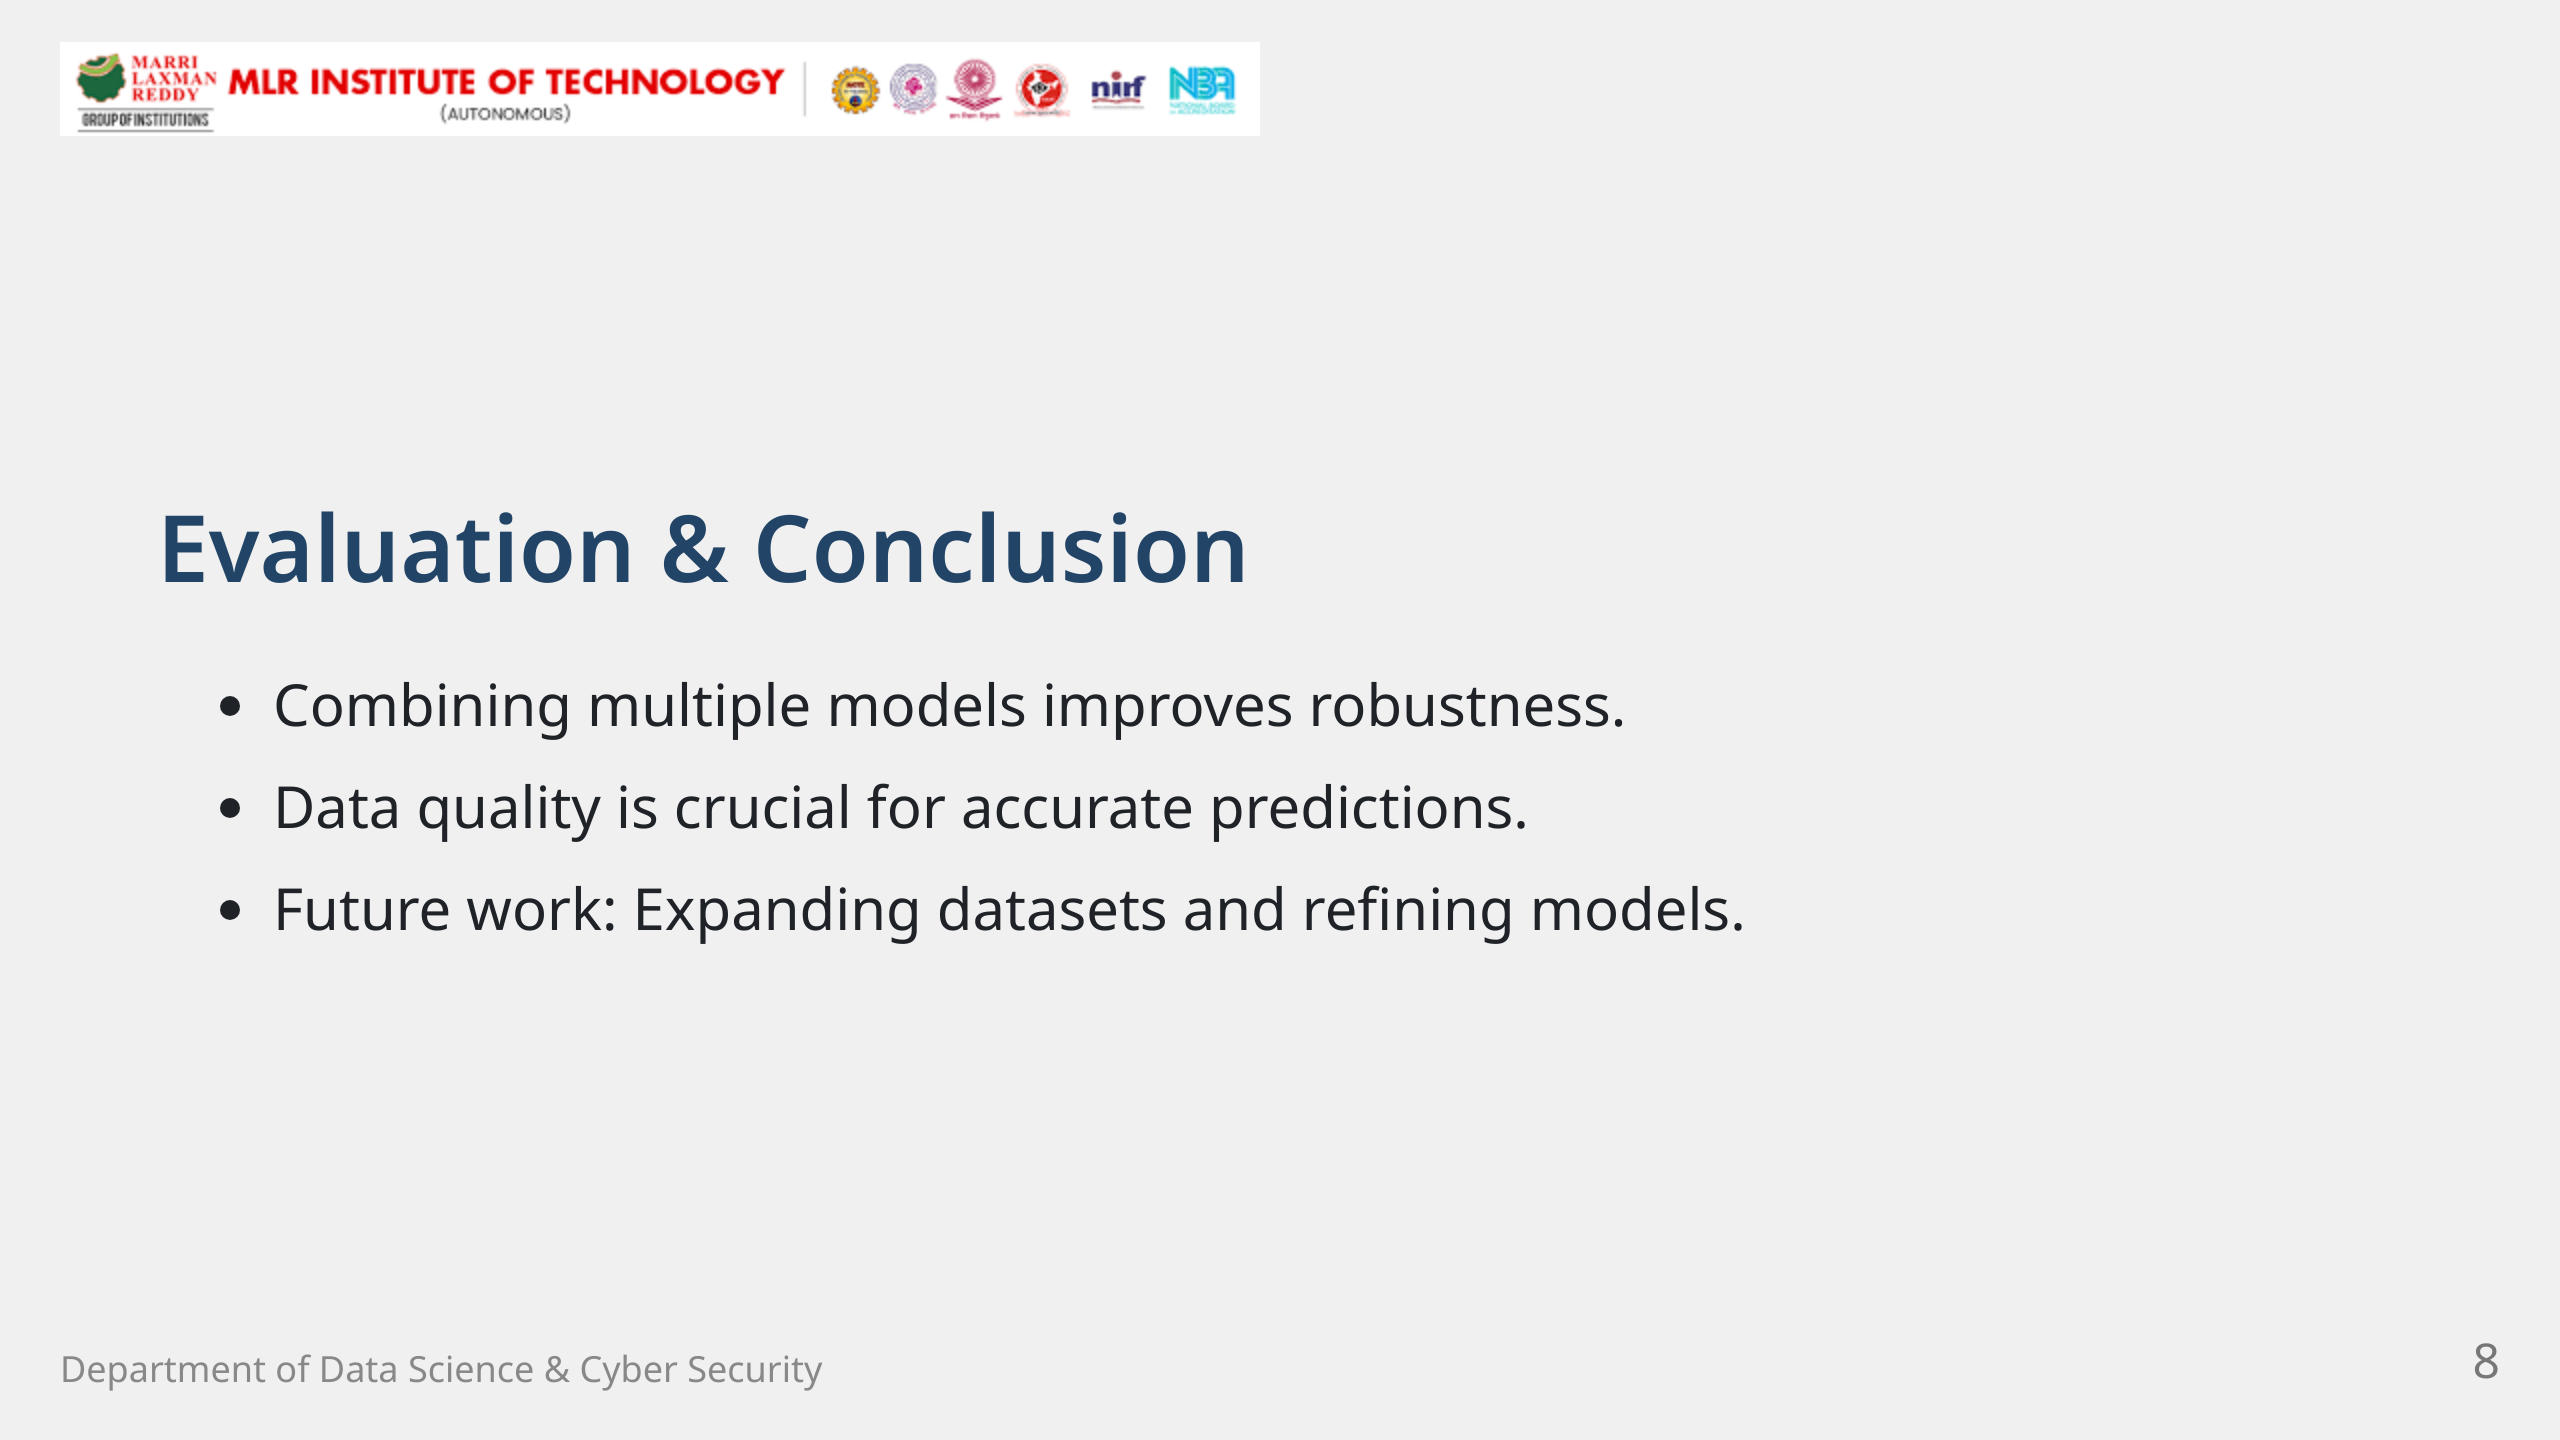 MARRI
LAXMAN
REDDY
GROUP OF INSTITUTIONS
MLR INSTITUTE OF TECHNOLOGY
(AUTONOMOUS)
nirf
NBA
NATIONAL BOARD
Evaluation & Conclusion
• Combining multiple models improves robustness.
• Data quality is crucial for accurate predictions.
• Future work: Expanding datasets and refining models.
Department of Data Science & Cyber Security
8